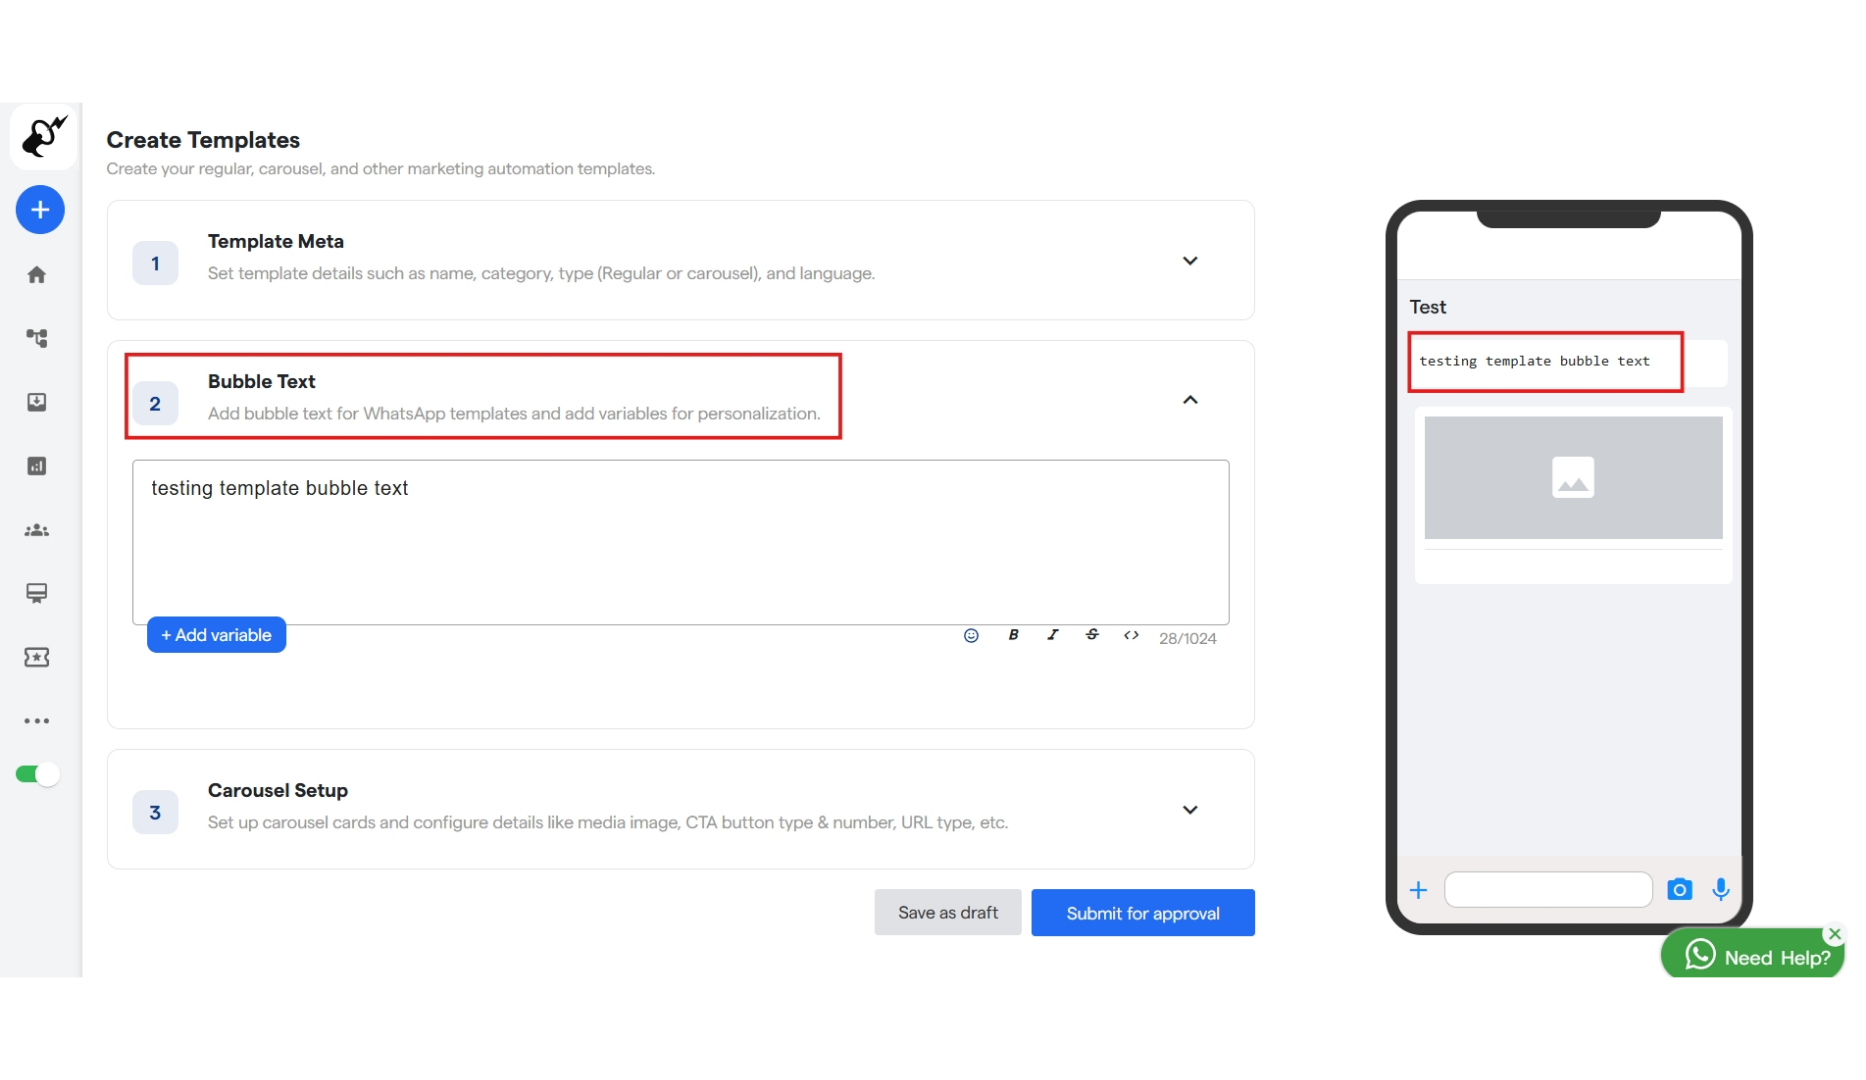 Create Templates
Create your regular, carousel, and other marketing automation templates.
1
Template Meta
Set template details such as name, category, type (Regular or carousel), and language.
2
Bubble Text
Add bubble text for WhatsApp templates and add variables for personalization.
testing template bubble text
+ Add variable
B I S <> 28/1024
3
Carousel Setup
Set up carousel cards and configure details like media image, CTA button type & number, URL type, etc.
Save as draft
Submit for approval
Test
testing template bubble text
Need Help?